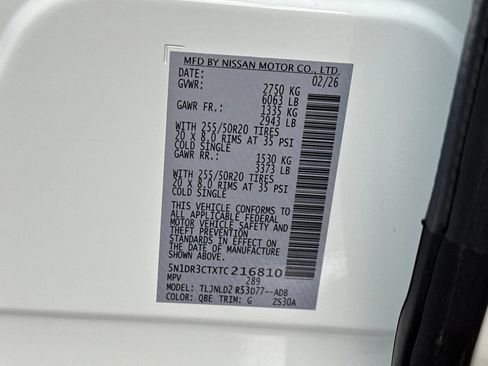 MFD BY NISSAN MOTOR CO., LTD.
DATE: 02/26
GVWR: 2750 KG
6063 LB
GAWR FR.: 1335 KG
2943 LB
WITH 255/50R20 TIRES
20 X 8.0 RIMS AT 35 PSI
COLD SINGLE
GAWR RR.: 1530 KG
3373 LB
WITH 255/50R20 TIRES
20 X 8.0 RIMS AT 35 PSI
COLD SINGLE
THIS VEHICLE CONFORMS TO
ALL APPLICABLE FEDERAL
MOTOR VEHICLE SAFETY AND
THEFT PREVENTION
STANDARDS IN EFFECT ON
THE DATE OF MANUFACTURE
SHOWN ABOVE.
5N1DR3CTXTC216810
MPV 289
MODEL: TLJNLD2 R53D77--ADB
COLOR: QBE TRIM: G ZS30A